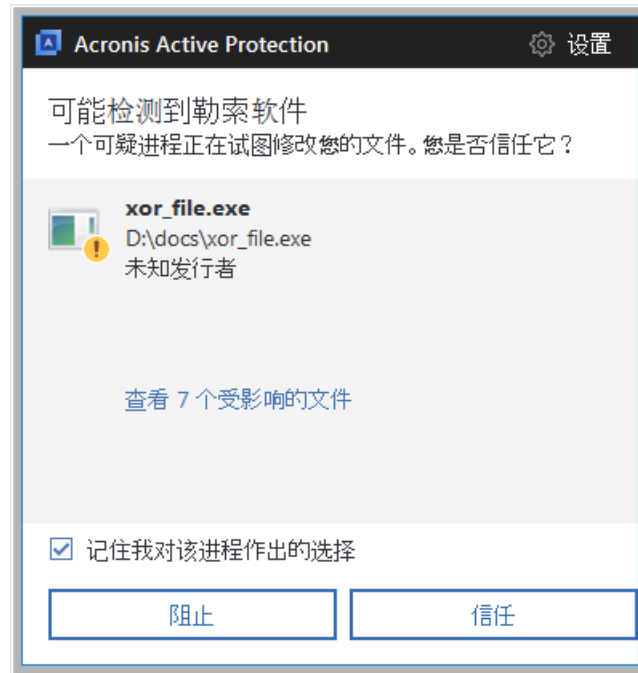 Acronis Active Protection
设置
可能检测到勒索软件
一个可疑进程正在试图修改您的文件。您是否信任它？
xor_file.exe
D:\docs\xor_file.exe
未知发行者
查看 7 个受影响的文件
记住我对该进程作出的选择
阻止
信任